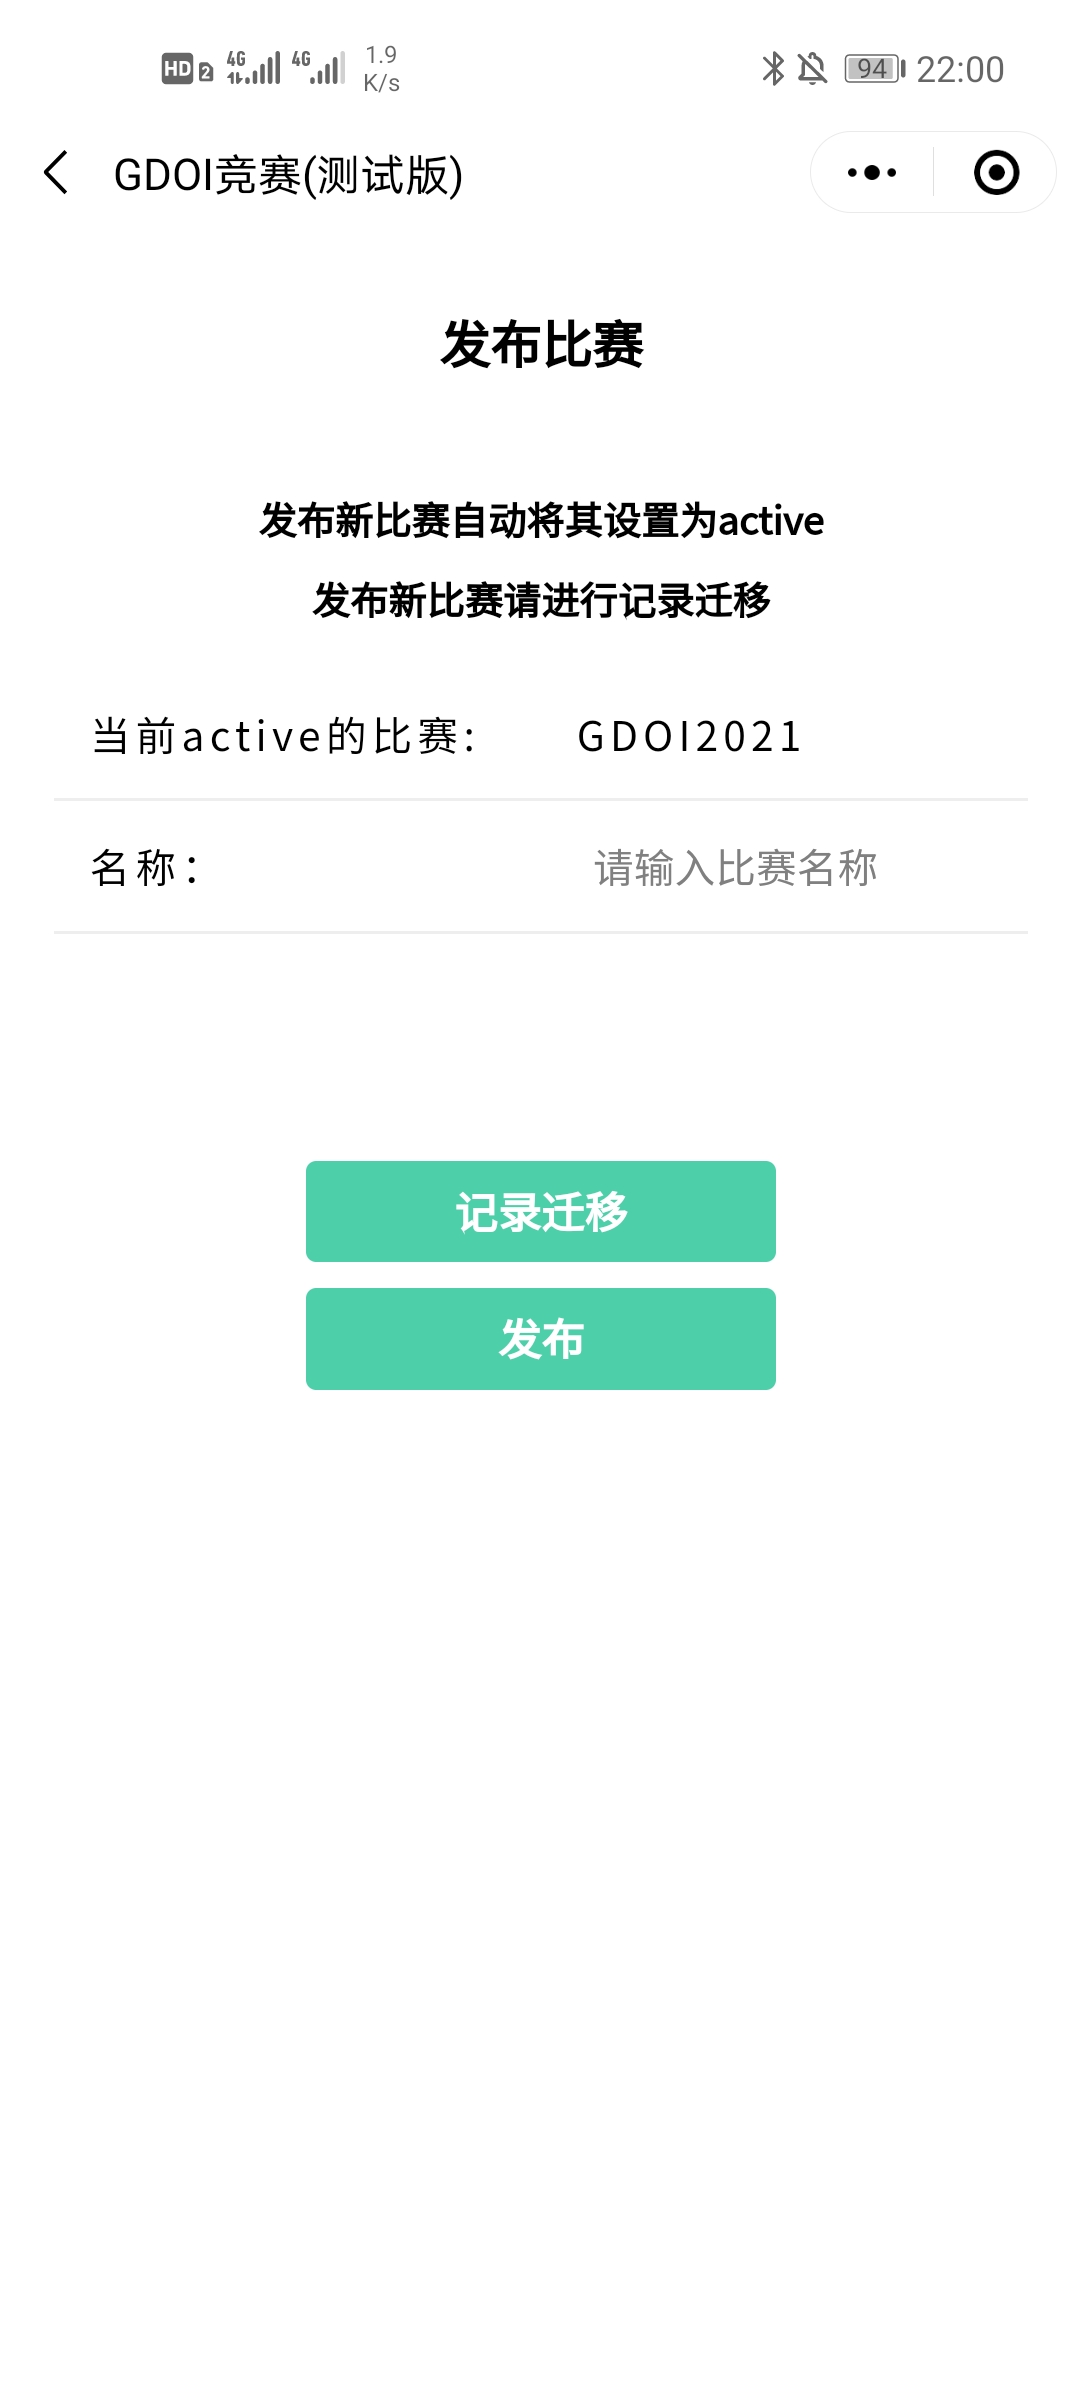 HD 2 4G 4G 1.9 K/s 94 22:00
GDOI竞赛(测试版)
发布比赛
发布新比赛自动将其设置为active
发布新比赛请进行记录迁移
当前active的比赛: GDOI2021
名称: 请输入比赛名称
记录迁移
发布